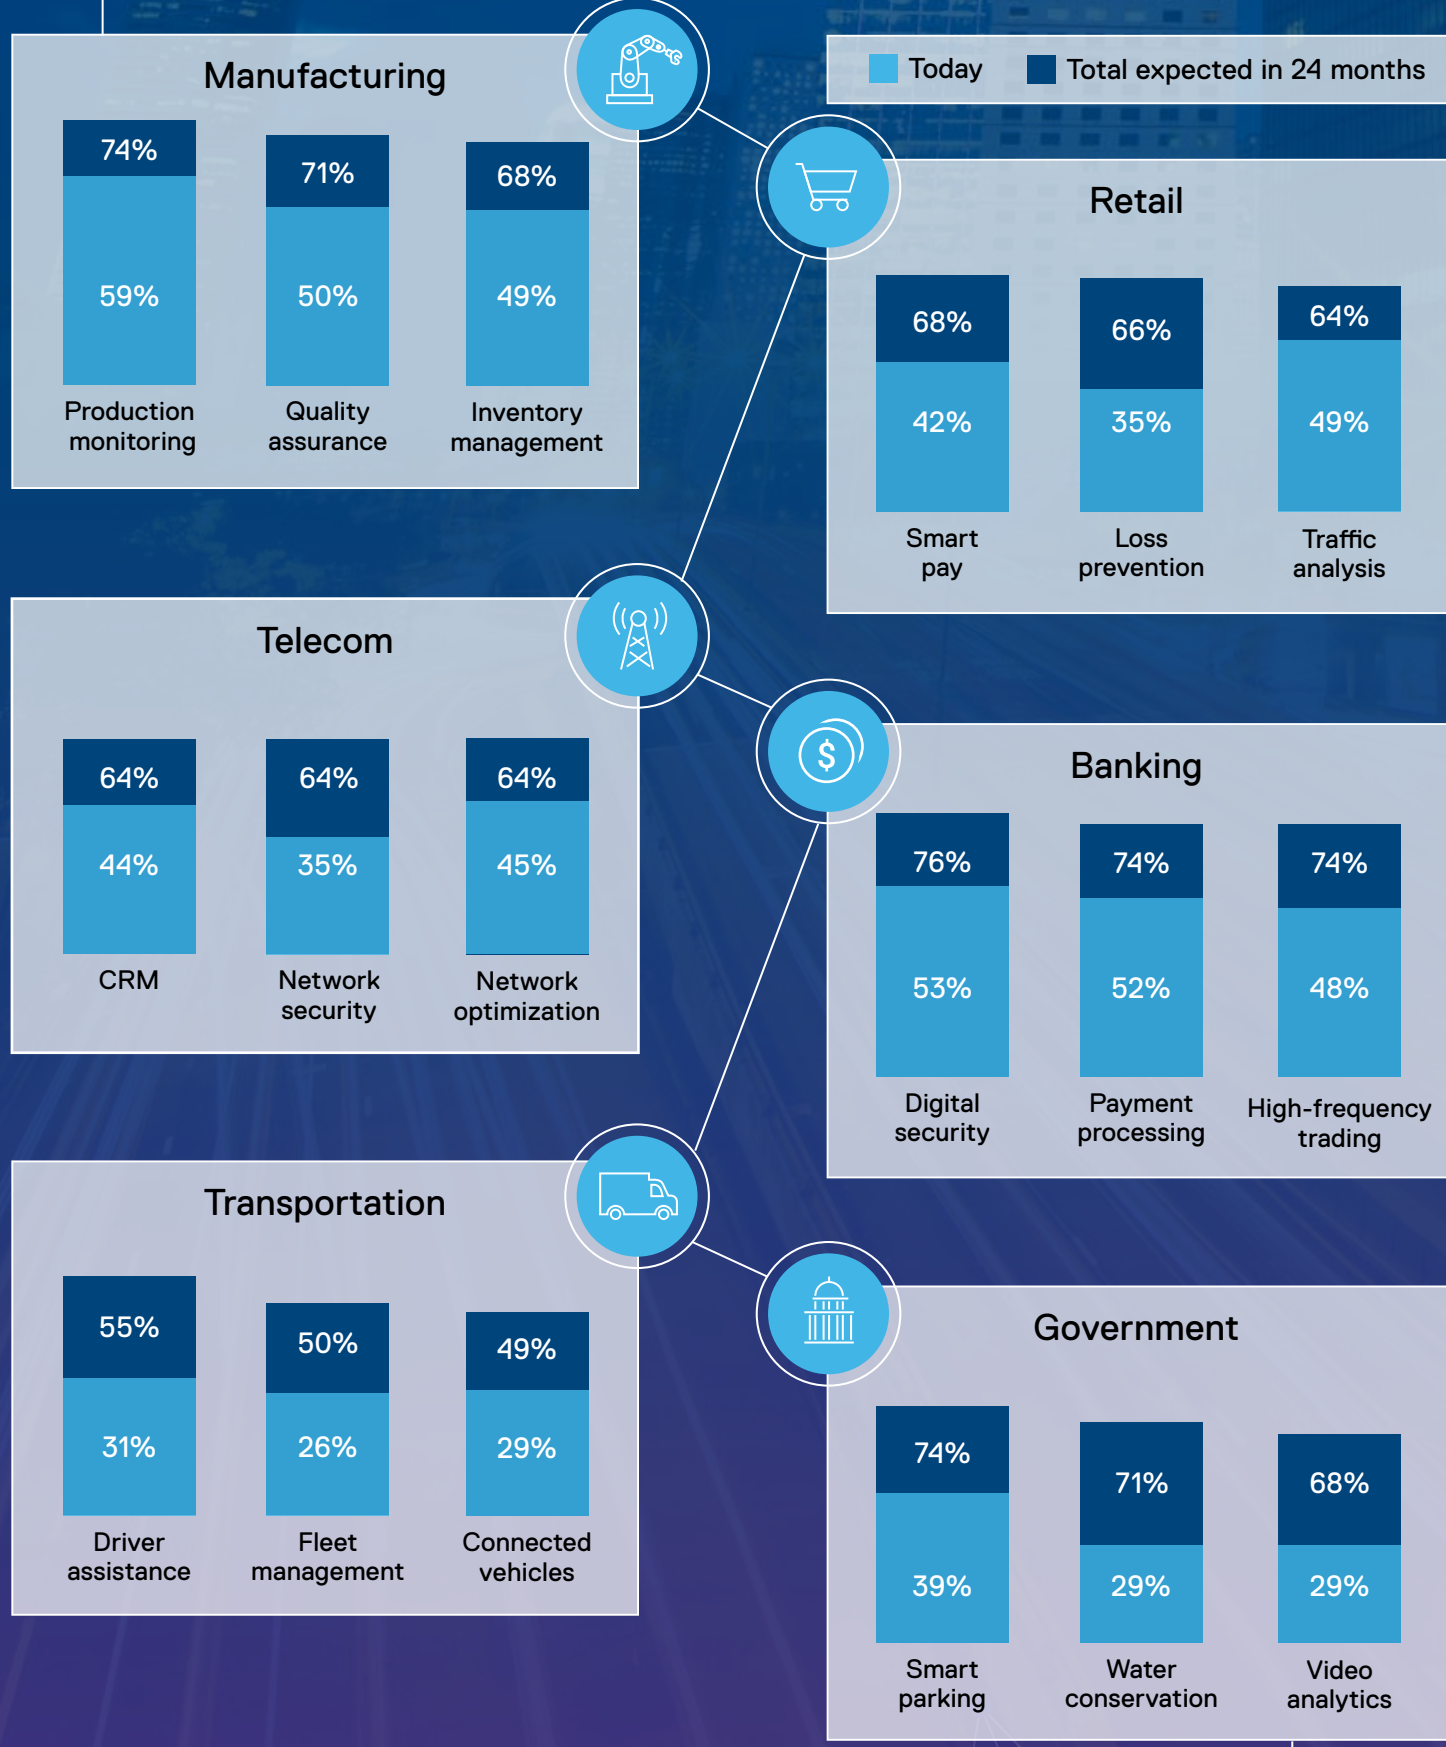 Manufacturing
74%
71%
68%
59%
50%
49%
Production
monitoring
Quality
assurance
Inventory
management
Today
Total expected in 24 months
Retail
68%
66%
64%
42%
35%
49%
Smart
pay
Loss
prevention
Traffic
analysis
Telecom
64%
64%
64%
44%
35%
45%
CRM
Network
security
Network
optimization
$
Banking
76%
74%
74%
53%
52%
48%
Digital
security
Payment
processing
High-frequency
trading
Transportation
55%
50%
49%
31%
26%
29%
Driver
assistance
Fleet
management
Connected
vehicles
Government
74%
71%
68%
39%
29%
29%
Smart
parking
Water
conservation
Video
analytics